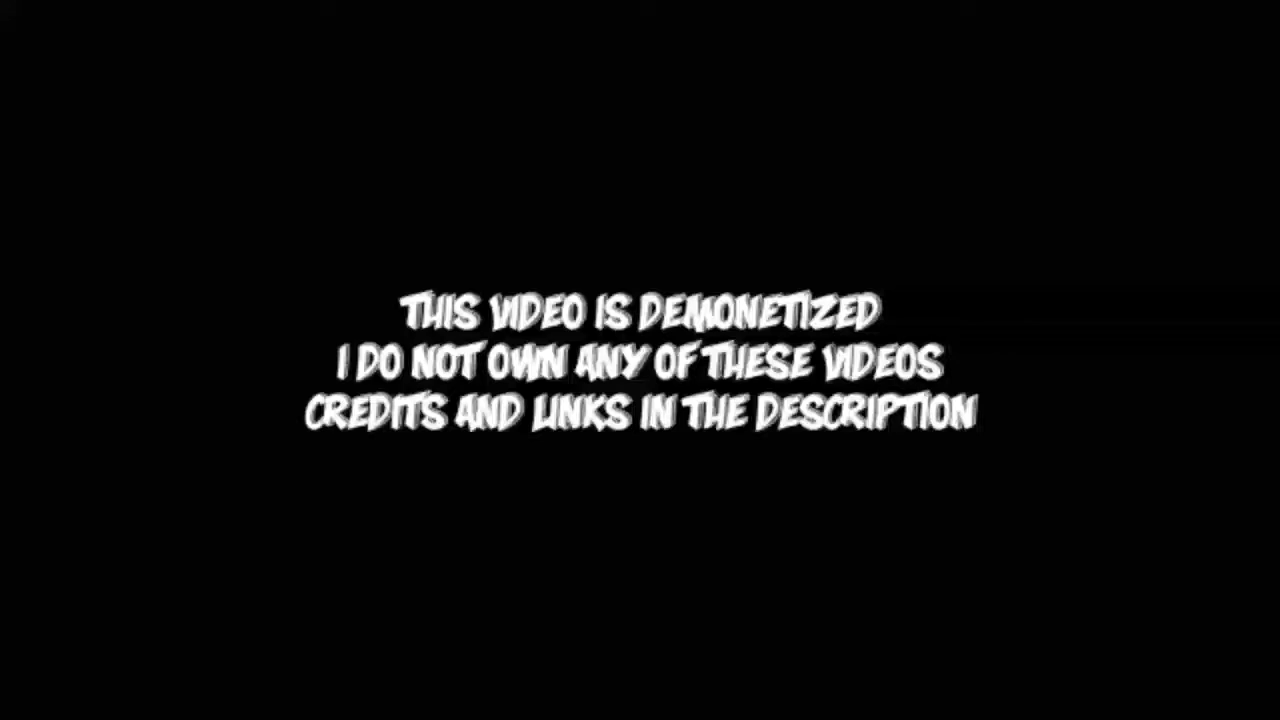 THIS VIDEO IS DEMONETIZED
I DO NOT OWN ANY OF THESE VIDEOS
CREDITS AND LINKS IN THE DESCRIPTION